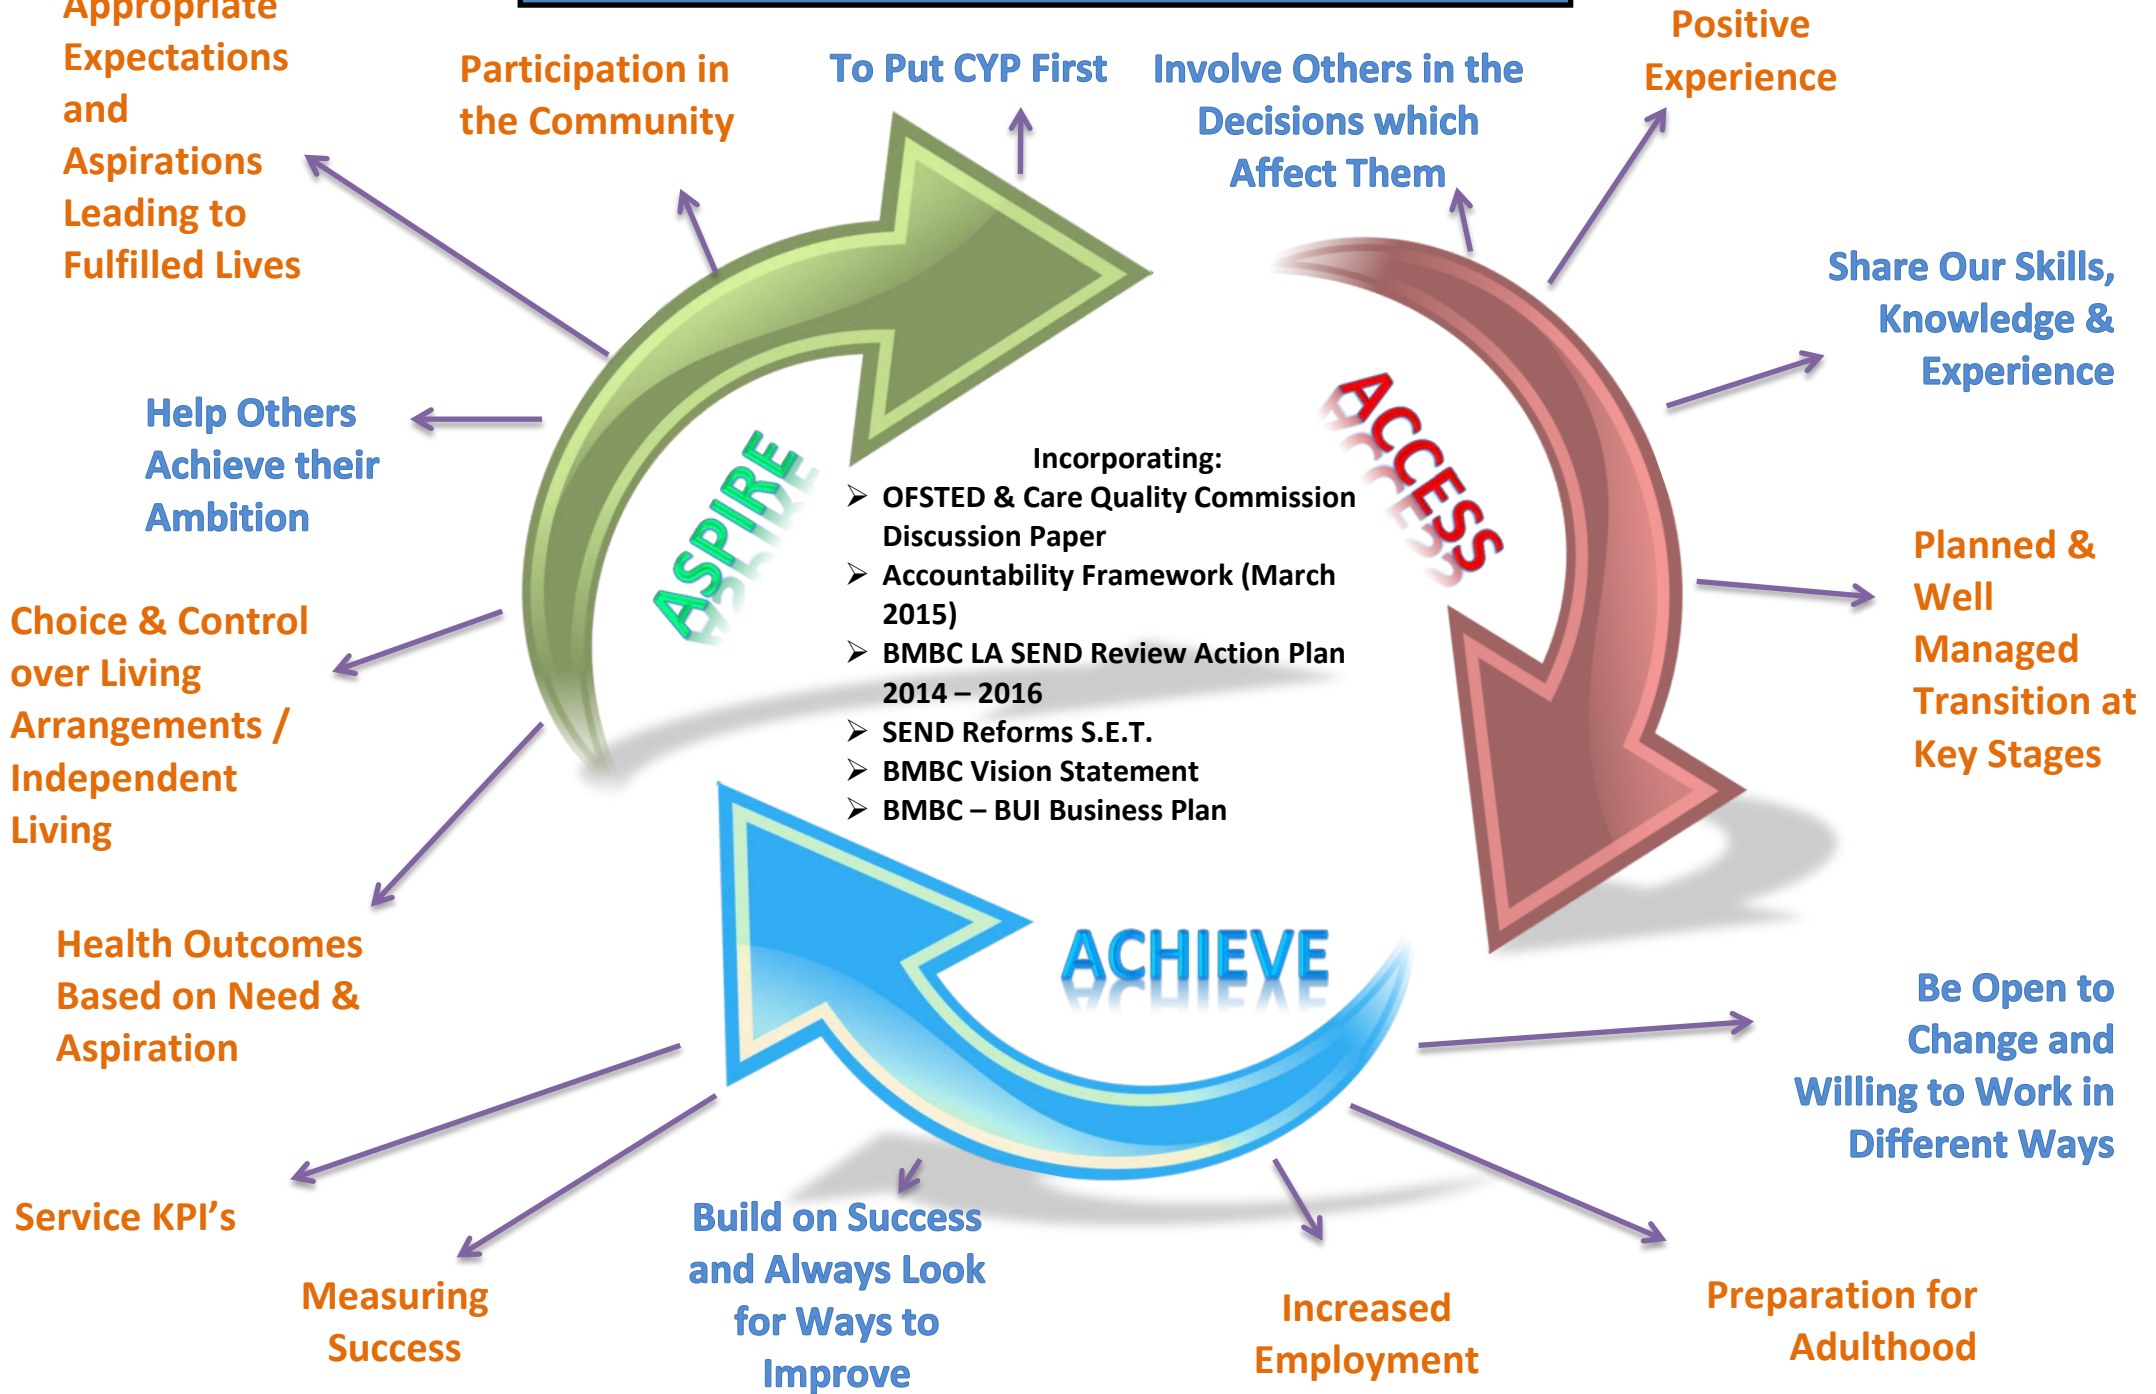 Appropriate
Expectations
and
Aspirations
Leading to
Fulfilled Lives
Participation in
the Community
To Put CYP First
Involve Others in the
Decisions which
Affect Them
Positive
Experience
Share Our Skills,
Knowledge &
Experience
Help Others
Achieve their
Ambition
ASPIRE
ACCESS
Incorporating:
➢ OFSTED & Care Quality Commission
Discussion Paper
➢ Accountability Framework (March
2015)
➢ BMBC LA SEND Review Action Plan
2014 – 2016
➢ SEND Reforms S.E.T.
➢ BMBC Vision Statement
➢ BMBC – BUI Business Plan
Planned &
Well
Managed
Transition at
Key Stages
Choice & Control
over Living
Arrangements /
Independent
Living
Health Outcomes
Based on Need &
Aspiration
ACHIEVE
Be Open to
Change and
Willing to Work in
Different Ways
Service KPI’s
Measuring
Success
Build on Success
and Always Look
for Ways to
Improve
Increased
Employment
Preparation for
Adulthood